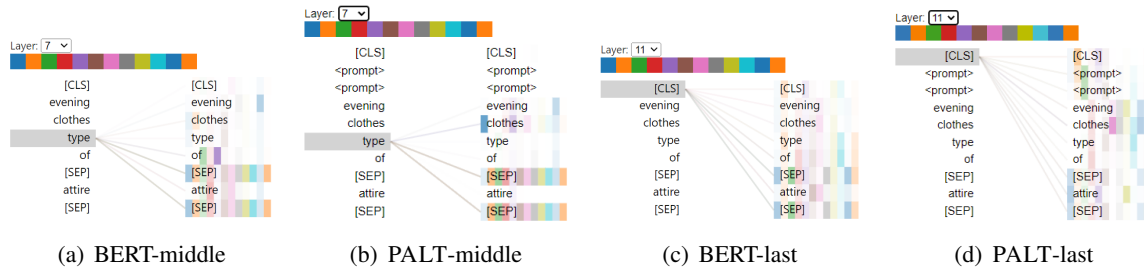 Layer: 7
[CLS] [CLS]
evening evening
clothes clothes
type type
of of
[SEP] [SEP]
attire attire
[SEP] [SEP]
(a) BERT-middle
Layer: 7
[CLS] [CLS]
<prompt> <prompt>
<prompt> <prompt>
evening evening
clothes clothes
type type
of of
[SEP] [SEP]
attire attire
[SEP] [SEP]
(b) PALT-middle
Layer: 11
[CLS] [CLS]
evening evening
clothes clothes
type type
of of
[SEP] [SEP]
attire attire
[SEP] [SEP]
(c) BERT-last
Layer: 11
[CLS] [CLS]
<prompt> <prompt>
<prompt> <prompt>
evening evening
clothes clothes
type type
of of
[SEP] [SEP]
attire attire
[SEP] [SEP]
(d) PALT-last